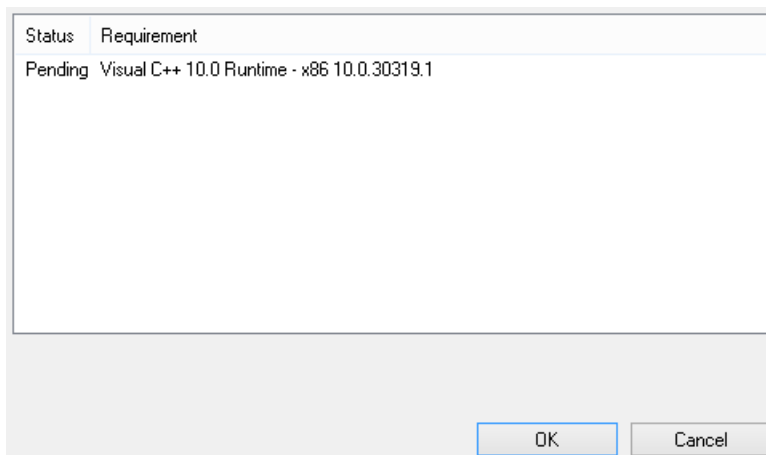 Status Requirement
Pending Visual C++ 10.0 Runtime - x86 10.0.30319.1
OK Cancel